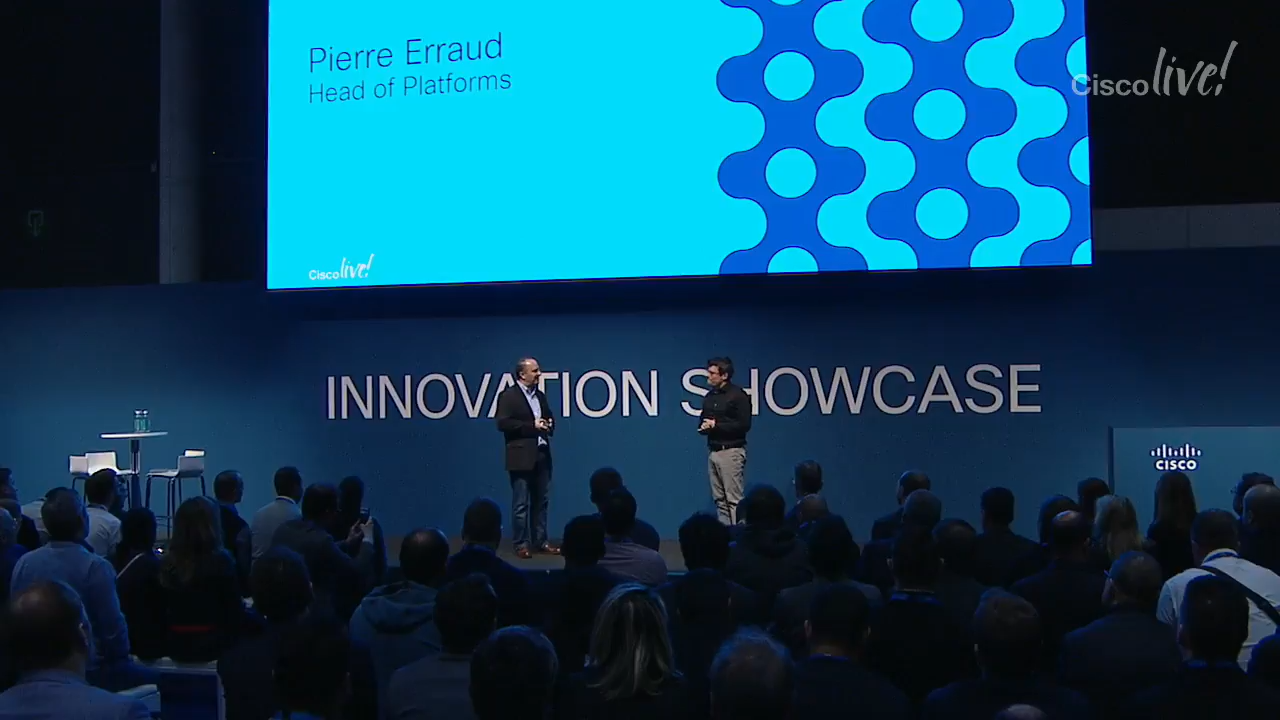 Pierre Erraud
Head of Platforms
Cisco live!
Cisco live!
INNOVATION SHOWCASE
CISCO